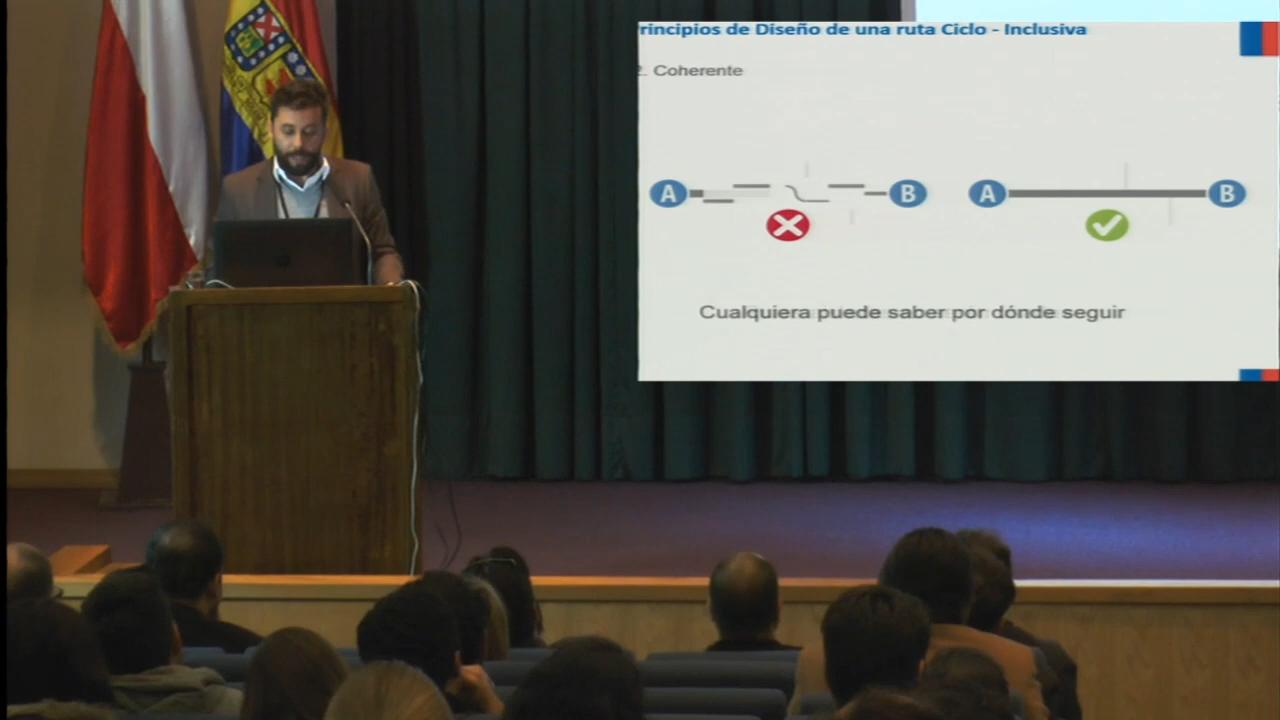 rincipios de Diseño de una ruta Ciclo - Inclusiva
2. Coherente
A B A B
Cualquiera puede saber por dónde seguir